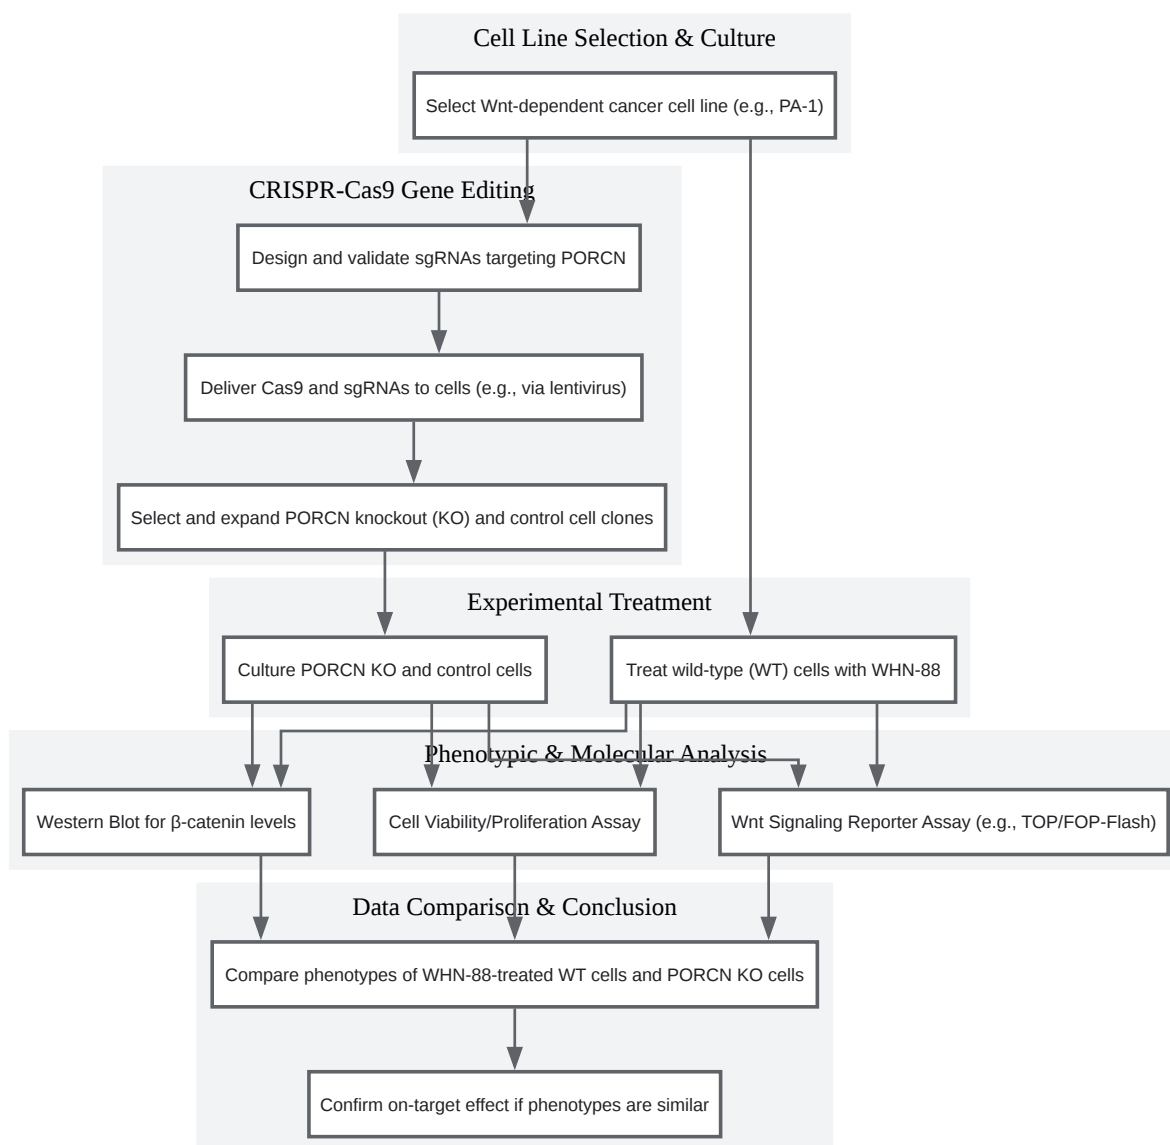 Cell Line Selection & Culture
Select Wnt-dependent cancer cell line (e.g., PA-1)
CRISPR-Cas9 Gene Editing
Design and validate sgRNAs targeting PORCN
Deliver Cas9 and sgRNAs to cells (e.g., via lentivirus)
Select and expand PORCN knockout (KO) and control cell clones
Experimental Treatment
Culture PORCN KO and control cells
Treat wild-type (WT) cells with WHN-88
Phenotypic & Molecular Analysis
Western Blot for β-catenin levels
Cell Viability/Proliferation Assay
Wnt Signaling Reporter Assay (e.g., TOP/FOP-Flash)
Data Comparison & Conclusion
Compare phenotypes of WHN-88-treated WT cells and PORCN KO cells
Confirm on-target effect if phenotypes are similar